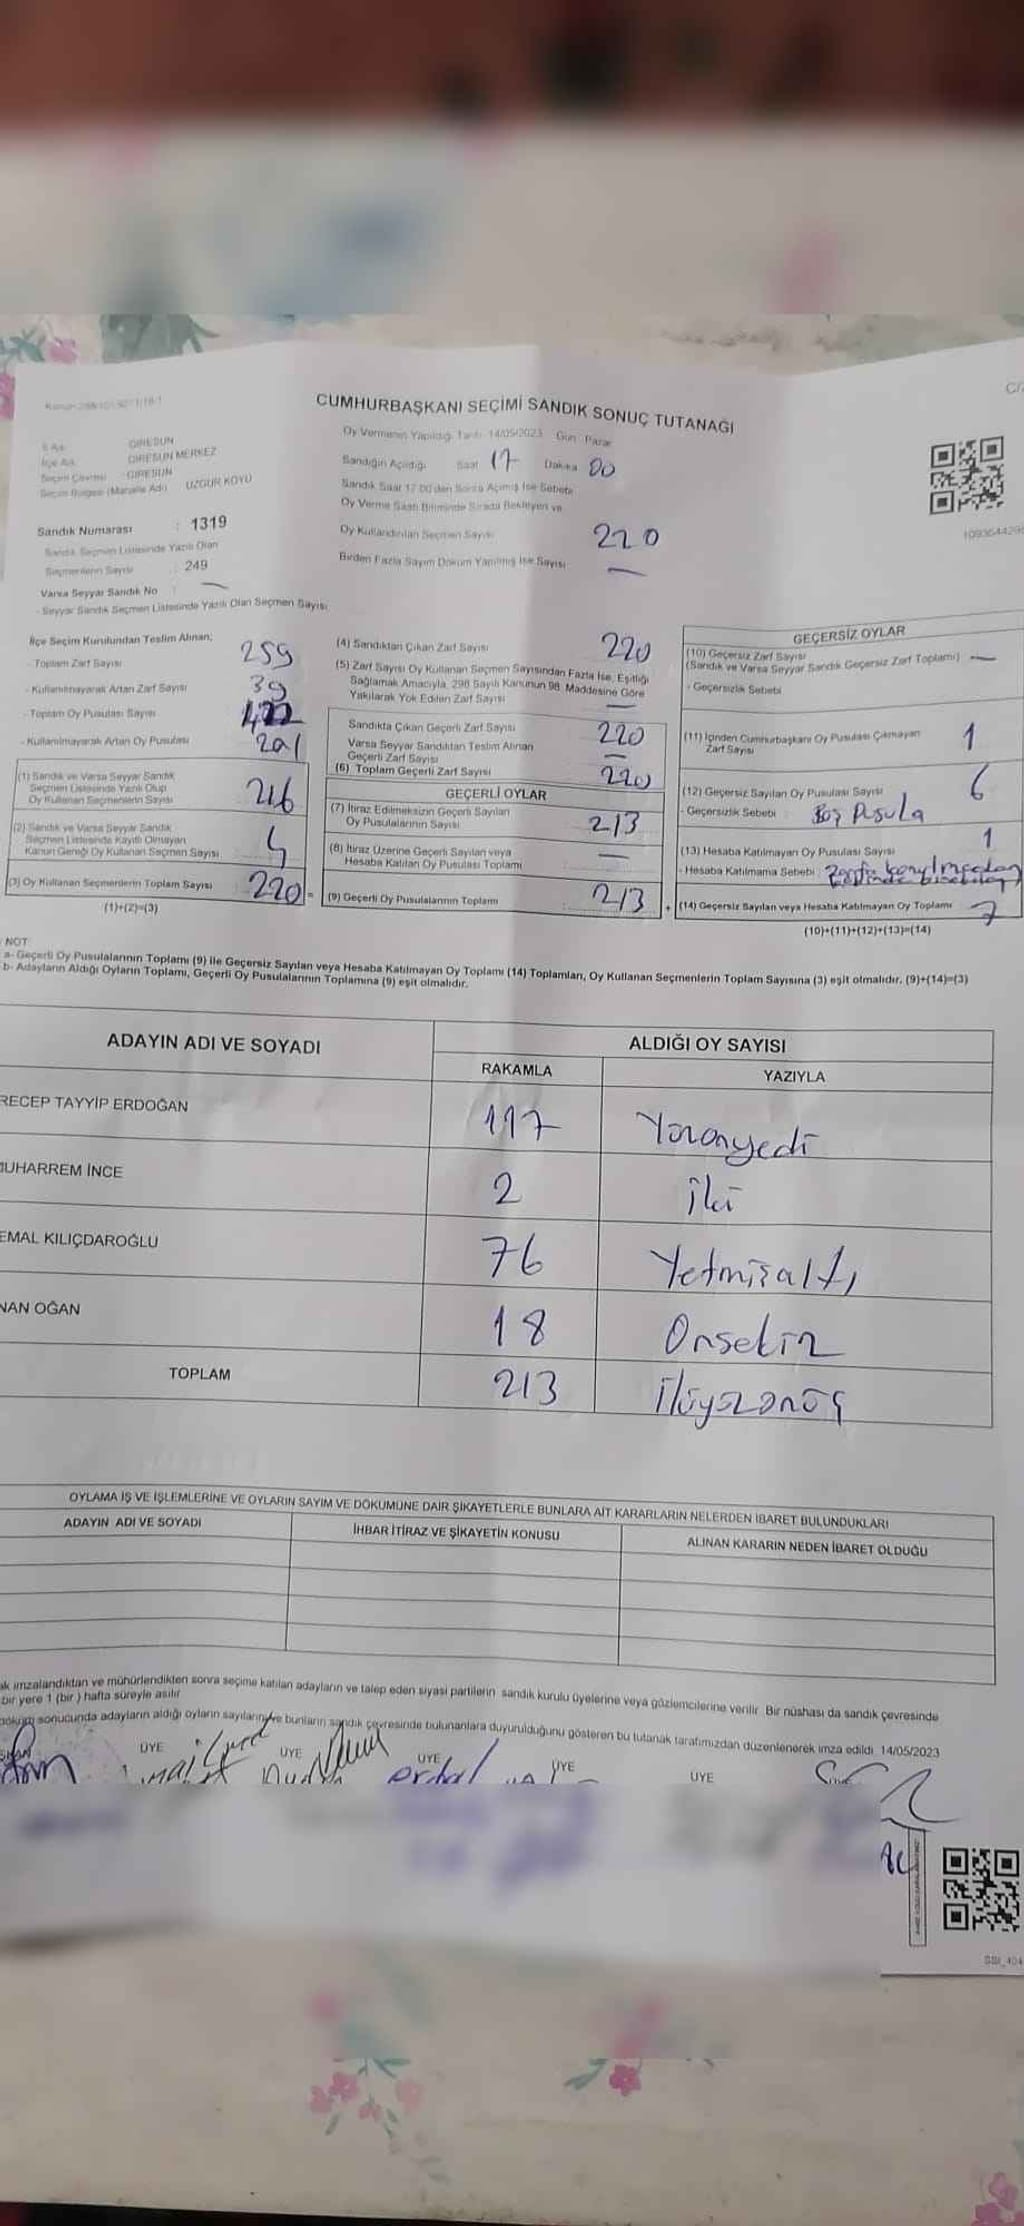 CUMHURBAŞKANI SEÇİMİ SANDIK SONUÇ TUTANAĞI
Oy Vermenin Yapıldığı Tarih 14/05/2023 Gün Pazar
İl Adı GİRESUN
İlçe Adı GİRESUN MERKEZ
Seçim Çevresi GİRESUN
Seçim Bölgesi (Mahalle Adı) UZGUR KÖYÜ
Sandık Numarası : 1319
Sandık Seçmen Listesinde Yazılı Olan
Seçmenlerin Sayısı : 249
Varsa Seyyar Sandık No : —
- Seyyar Sandık Seçmen Listesinde Yazılı Olan Seçmen Sayısı
Sandığın Açıldığı Saat 17 Dakika 00
Sandık Saat 17.00'den Sonra Açılmış İse Sebebi
Oy Verme Saati Bitiminde Sırada Bekleyen ve
Oy Kullandırılan Seçmen Sayısı 220
Birden Fazla Sayım Döküm Yapılmış İse Sayısı —
İlçe Seçim Kurulundan Teslim Alınan;
- Toplam Zarf Sayısı 259
- Kullanılmayarak Artan Zarf Sayısı 39
- Toplam Oy Pusulası Sayısı
- Kullanılmayarak Artan Oy Pusulası 201
(1) Sandık ve Varsa Seyyar Sandık
Seçmen Listesinde Yazılı Olup
Oy Kullanan Seçmenlerin Sayısı 216
(2) Sandık ve Varsa Seyyar Sandık
Seçmen Listesinde Kayıtlı Olmayan
Kanun Gereği Oy Kullanan Seçmen Sayısı 4
(3) Oy Kullanan Seçmenlerin Toplam Sayısı 220 =
(1)+(2)=(3)
(4) Sandıktan Çıkan Zarf Sayısı 220
(5) Zarf Sayısı Oy Kullanan Seçmen Sayısından Fazla İse, Eşitliği
Sağlamak Amacıyla, 298 Sayılı Kanunun 98. Maddesine Göre
Yakılarak Yok Edilen Zarf Sayısı —
Sandıkta Çıkan Geçerli Zarf Sayısı 220
Varsa Seyyar Sandıktan Teslim Alınan
Geçerli Zarf Sayısı —
(6) Toplam Geçerli Zarf Sayısı 220
GEÇERLİ OYLAR
(7) İtiraz Edilmeksizin Geçerli Sayılan
Oy Pusulalarının Sayısı 213
(8) İtiraz Üzerine Geçerli Sayılan veya
Hesaba Katılan Oy Pusulası Toplamı —
(9) Geçerli Oy Pusulalarının Toplamı 213 +
GEÇERSİZ OYLAR
(10) Geçersiz Zarf Sayısı
(Sandık ve Varsa Seyyar Sandık Geçersiz Zarf Toplamı) —
- Geçersizlik Sebebi
(11) İçinden Cumhurbaşkanı Oy Pusulası Çıkmayan
Zarf Sayısı 1
(12) Geçersiz Sayılan Oy Pusulası Sayısı 6
- Geçersizlik Sebebi : Boş Pusula
(13) Hesaba Katılmayan Oy Pusulası Sayısı 1
- Hesaba Katılmama Sebebi :
(14) Geçersiz Sayılan veya Hesaba Katılmayan Oy Toplamı 7
(10)+(11)+(12)+(13)=(14)
NOT
a- Geçerli Oy Pusulalarının Toplamı (9) ile Geçersiz Sayılan veya Hesaba Katılmayan Oy Toplamı (14) Toplamları, Oy Kullanan Seçmenlerin Toplam Sayısına (3) eşit olmalıdır. (9)+(14)=(3)
b- Adayların Aldığı Oyların Toplamı, Geçerli Oy Pusulalarının Toplamına (9) eşit olmalıdır.
ADAYIN ADI VE SOYADI ALDIĞI OY SAYISI
RAKAMLA YAZIYLA
RECEP TAYYİP ERDOĞAN 117 Yüzonyedi
MUHARREM İNCE 2 İki
EMAL KILIÇDAROĞLU 76 Yetmişaltı
NAN OĞAN 18 Onsekiz
TOPLAM 213 İkiyüzonüç
OYLAMA İŞ VE İŞLEMLERİNE VE OYLARIN SAYIM VE DÖKÜMÜNE DAİR ŞİKAYETLERLE BUNLARA AİT KARARLARIN NELERDEN İBARET BULUNDUKLARI
ADAYIN ADI VE SOYADI İHBAR İTİRAZ VE ŞİKAYETİN KONUSU ALINAN KARARIN NEDEN İBARET OLDUĞU
ak imzalandıktan ve mühürlendikten sonra seçime katılan adayların ve talep eden siyasi partilerin sandık kurulu üyelerine veya gözlemcilerine verilir. Bir nüshası da sandık çevresinde
bir yere 1 (bir) hafta süreyle asılır
döküm sonucunda adayların aldığı oyların sayılarını ve bunların sandık çevresinde bulunanlara duyurulduğunu gösteren bu tutanak tarafımızdan düzenlenerek imza edildi. 14/05/2023
ÜYE ÜYE ÜYE ÜYE ÜYE